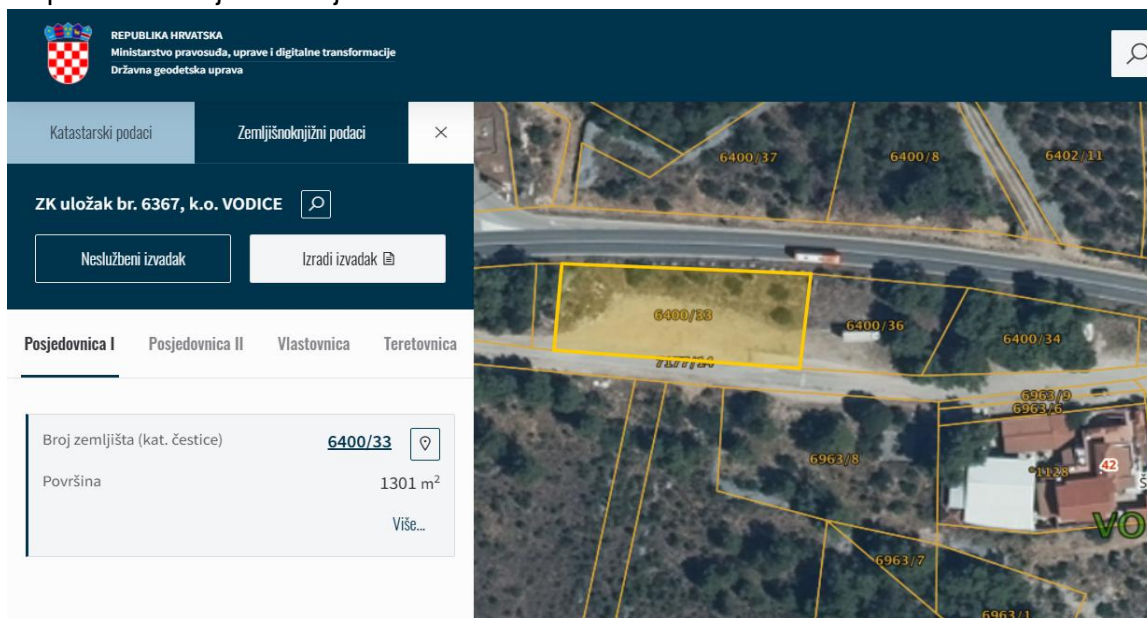 REPUBLIKA HRVATSKA
Ministarstvo pravosuđa, uprave i digitalne transformacije
Državna geodetska uprava
Katastarski podaci
Zemljišnoknjižni podaci
ZK uložak br. 6367, k.o. VODICE
Neslužbeni izvadak
Izradi izvadak
Posjedovnica I
Posjedovnica II
Vlastovnica
Teretovnica
Broj zemljišta (kat. čestice)
6400/33
Površina
1301 m²
Više...
6400/37
6400/8
6402/11
6400/33
6400/36
6400/34
7177/14
6963/9
6963/6
6963/8
*1128
42
Š
VO
6963/7
6963/1